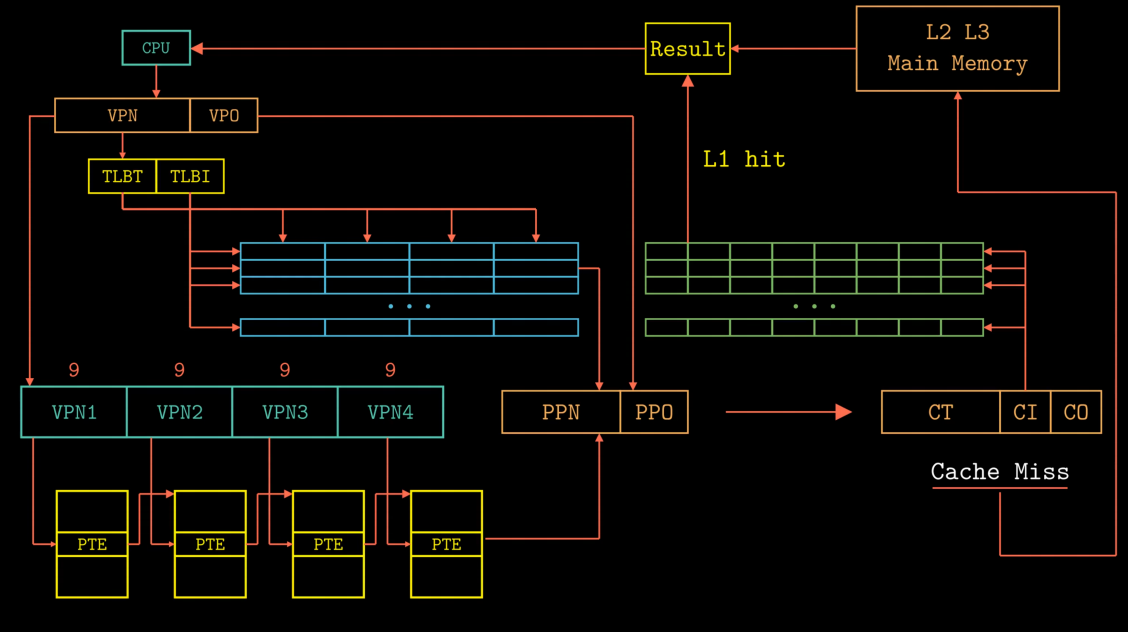 L2 L3
Main Memory
CPU
Result
VPN VPO
L1 hit
TLBT TLBI
. . .
. . .
9 9 9 9
VPN1 VPN2 VPN3 VPN4
PPN PPO
CT CI CO
Cache Miss
PTE PTE PTE PTE